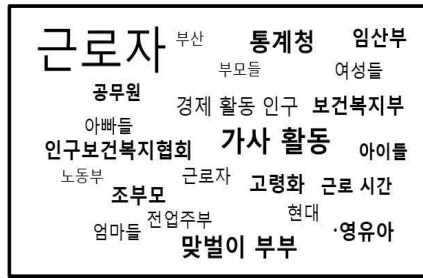 근로자 부산 통계청 임산부
부모들 여성들
공무원 경제 활동 인구 보건복지부
아빠들
인구보건복지협회 가사 활동 아이들
노동부 근로자 고령화 근로 시간
조부모
엄마들 전업주부 현대 ·영유아
맞벌이 부부